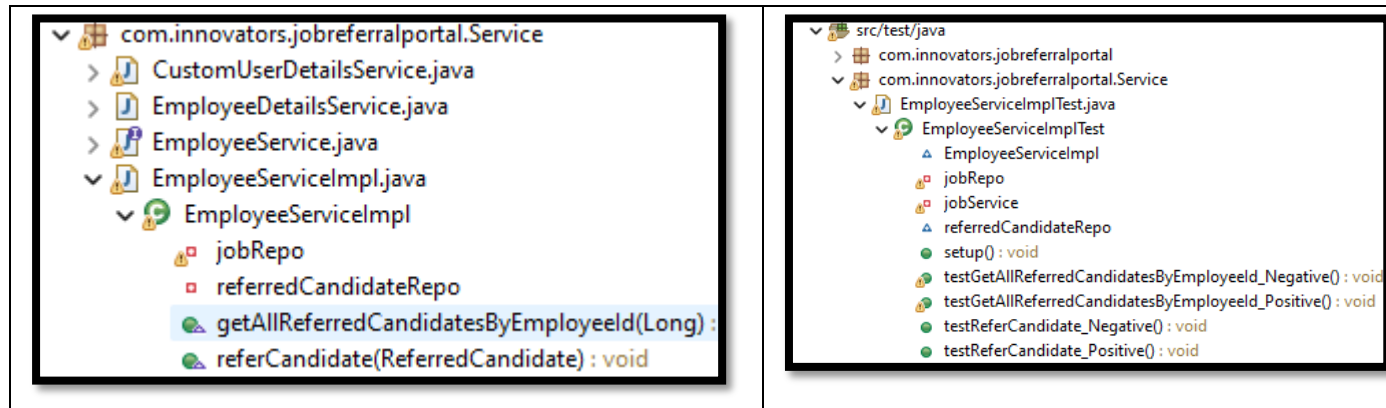 com.innovators.jobreferralportal.Service
CustomUserDetailsService.java
EmployeeDetailsService.java
EmployeeService.java
EmployeeServiceImpl.java
EmployeeServiceImpl
jobRepo
referredCandidateRepo
getAllReferredCandidatesByEmployeeId(Long) :
referCandidate(ReferredCandidate) : void
src/test/java
com.innovators.jobreferralportal
com.innovators.jobreferralportal.Service
EmployeeServiceImplTest.java
EmployeeServiceImplTest
EmployeeServiceImpl
jobRepo
jobService
referredCandidateRepo
setup() : void
testGetAllReferredCandidatesByEmployeeId_Negative() : void
testGetAllReferredCandidatesByEmployeeId_Positive() : void
testReferCandidate_Negative() : void
testReferCandidate_Positive() : void